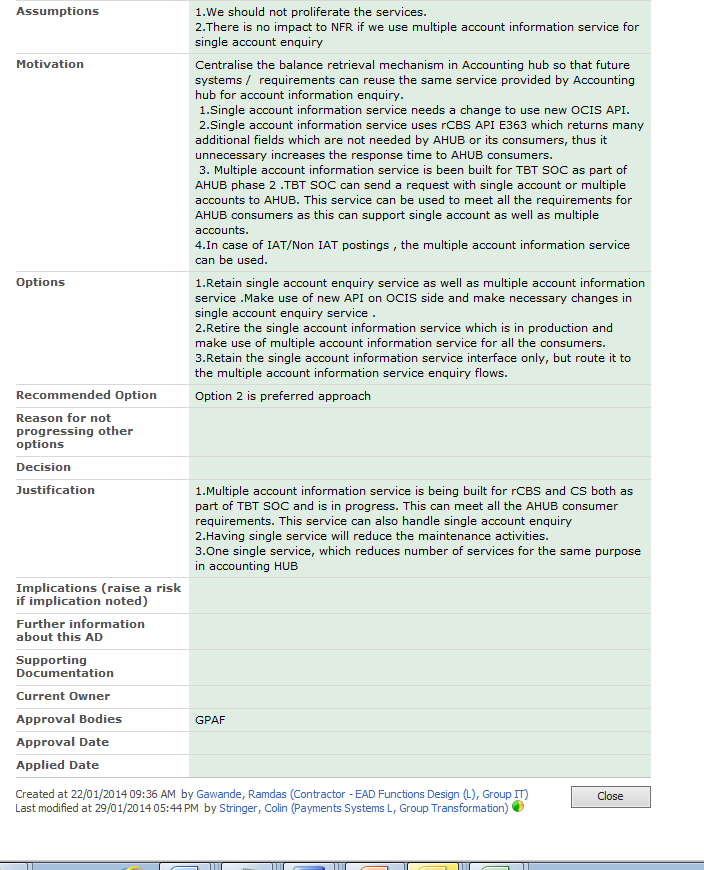 Assumptions
1.We should not proliferate the services.
2.There is no impact to NFR if we use multiple account information service for
single account enquiry
Motivation
Centralise the balance retrieval mechanism in Accounting hub so that future
systems / requirements can reuse the same service provided by Accounting
hub for account information enquiry.
1.Single account information service needs a change to use new OCIS API.
2.Single account information service uses rCBS API E363 which returns many
additional fields which are not needed by AHUB or its consumers, thus it
unnecessary increases the response time to AHUB consumers.
3. Multiple account information service is been built for TBT SOC as part of
AHUB phase 2 .TBT SOC can send a request with single account or multiple
accounts to AHUB. This service can be used to meet all the requirements for
AHUB consumers as this can support single account as well as multiple
accounts.
4.In case of IAT/Non IAT postings , the multiple account information service
can be used.
Options
1.Retain single account enquiry service as well as multiple account information
service .Make use of new API on OCIS side and make necessary changes in
single account enquiry service .
2.Retire the single account information service which is in production and
make use of multiple account information service for all the consumers.
3.Retain the single account information service interface only, but route it to
the multiple account information service enquiry flows.
Recommended Option
Option 2 is preferred approach
Reason for not
progressing other
options
Decision
Justification
1.Multiple account information service is being built for rCBS and CS both as
part of TBT SOC and is in progress. This can meet all the AHUB consumer
requirements. This service can also handle single account enquiry
2.Having single service will reduce the maintenance activities.
3.One single service, which reduces number of services for the same purpose
in accounting HUB
Implications (raise a risk
if implication noted)
Further information
about this AD
Supporting
Documentation
Current Owner
Approval Bodies
GPAF
Approval Date
Applied Date
Created at 22/01/2014 09:36 AM by Gawande, Ramdas (Contractor - EAD Functions Design (L), Group IT)
Last modified at 29/01/2014 05:44 PM by Stringer, Colin (Payments Systems L, Group Transformation)
Close